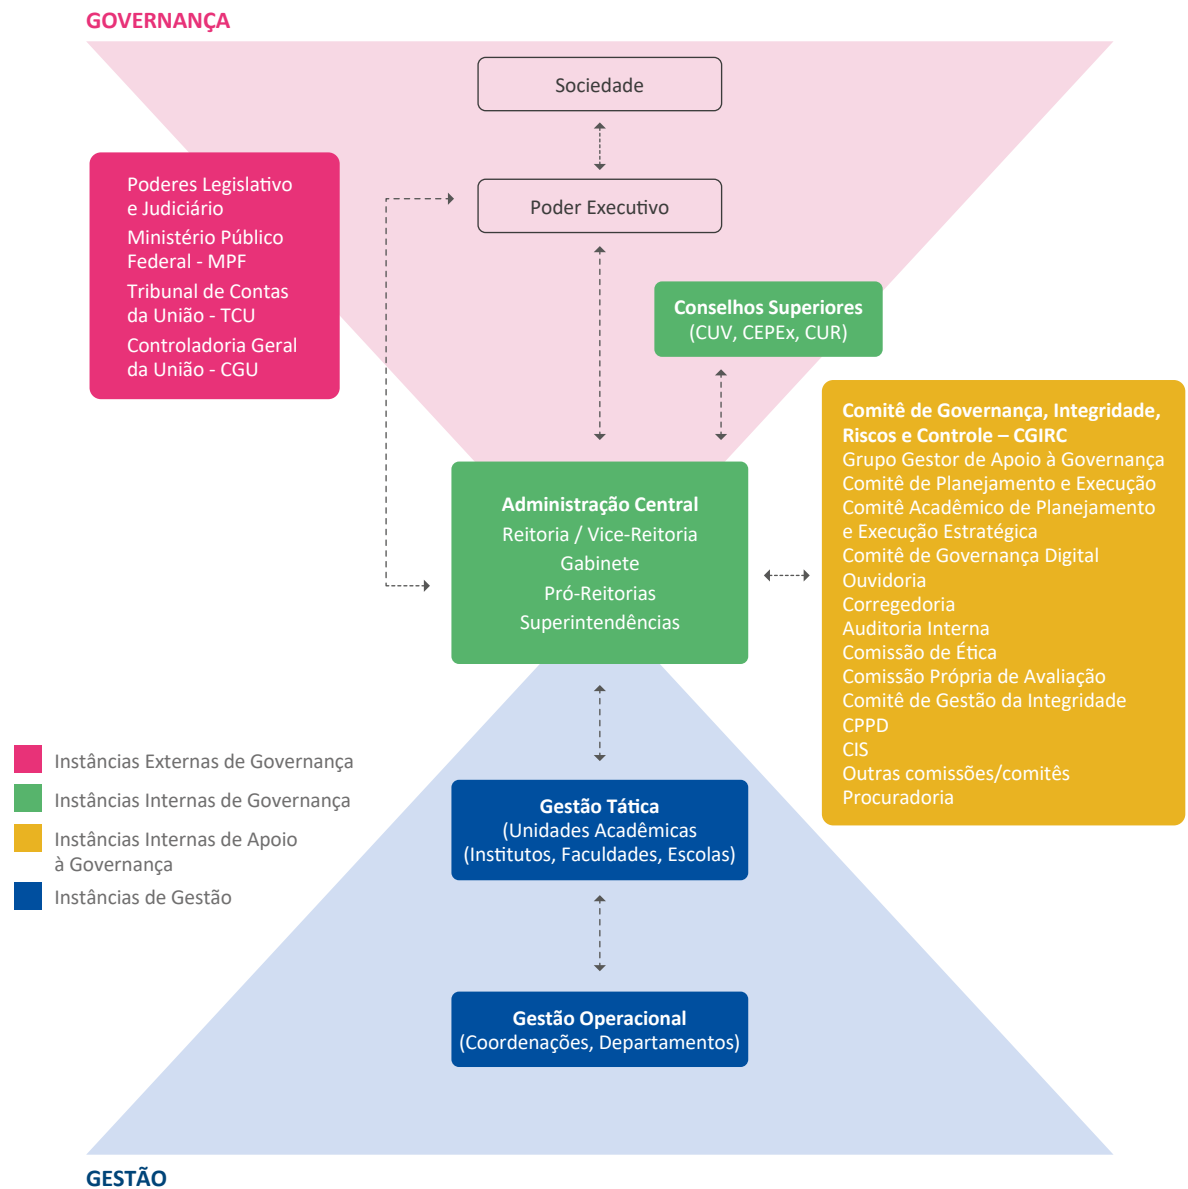 GOVERNANÇA
Sociedade
Poder Executivo
Poderes Legislativo
e Judiciário
Ministério Público
Federal - MPF
Tribunal de Contas
da União - TCU
Controladoria Geral
da União - CGU
Conselhos Superiores
(CUV, CEPEx, CUR)
Comitê de Governança, Integridade,
Riscos e Controle – CGIRC
Grupo Gestor de Apoio à Governança
Comitê de Planejamento e Execução
Comitê Acadêmico de Planejamento
e Execução Estratégica
Comitê de Governança Digital
Ouvidoria
Corregedoria
Auditoria Interna
Comissão de Ética
Comissão Própria de Avaliação
Comitê de Gestão da Integridade
CPPD
CIS
Outras comissões/comitês
Procuradoria
Administração Central
Reitoria / Vice-Reitoria
Gabinete
Pró-Reitorias
Superintendências
Instâncias Externas de Governança
Instâncias Internas de Governança
Instâncias Internas de Apoio
à Governança
Instâncias de Gestão
Gestão Tática
(Unidades Acadêmicas
(Institutos, Faculdades, Escolas)
Gestão Operacional
(Coordenações, Departamentos)
GESTÃO